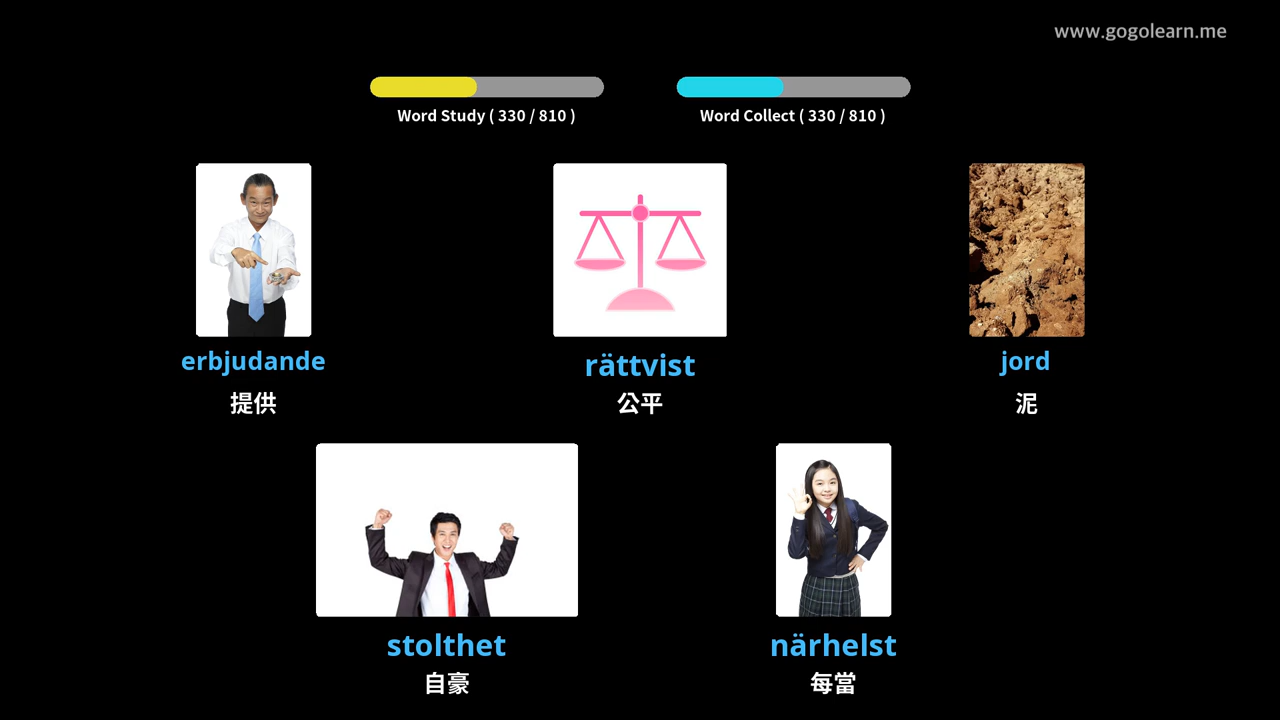 www.gogolearn.me
Word Study ( 330 / 810 )
Word Collect ( 330 / 810 )
erbjudande
提供
rättvist
公平
jord
泥
stolthet
自豪
närhelst
每當